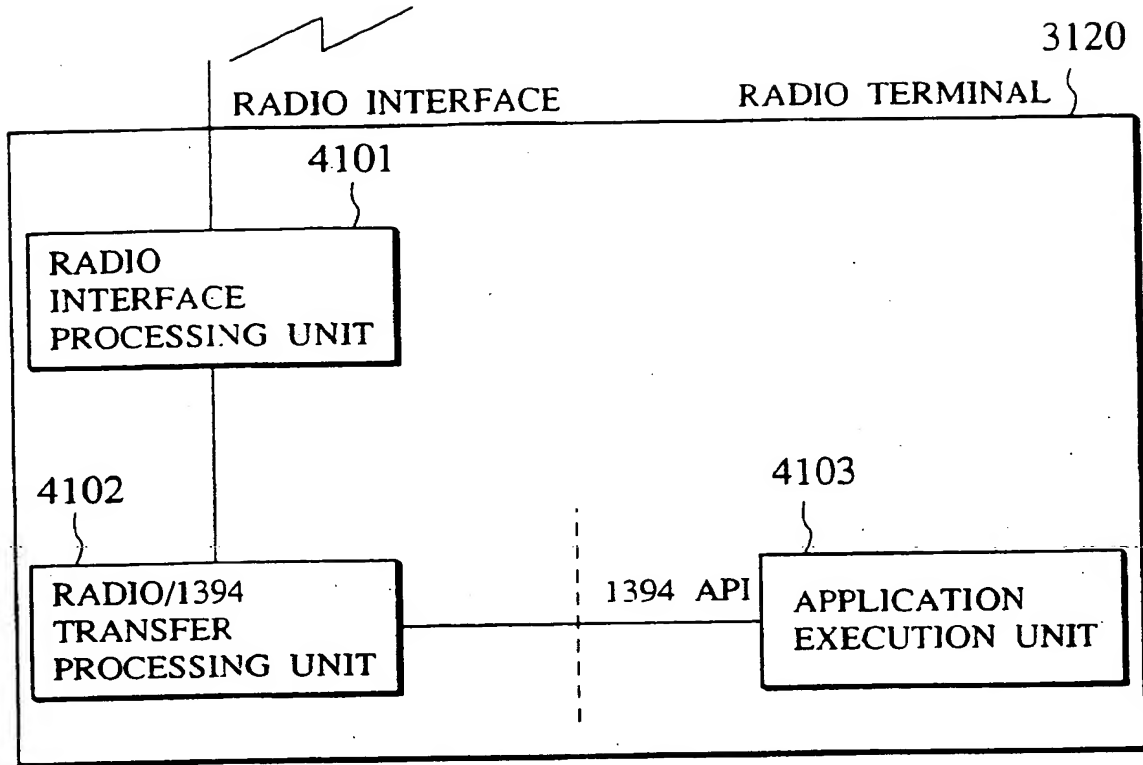 3120
RADIO INTERFACE
RADIO TERMINAL
4101
RADIO
INTERFACE
PROCESSING UNIT
4102
4103
RADIO/1394
TRANSFER
PROCESSING UNIT
1394 API
APPLICATION
EXECUTION UNIT